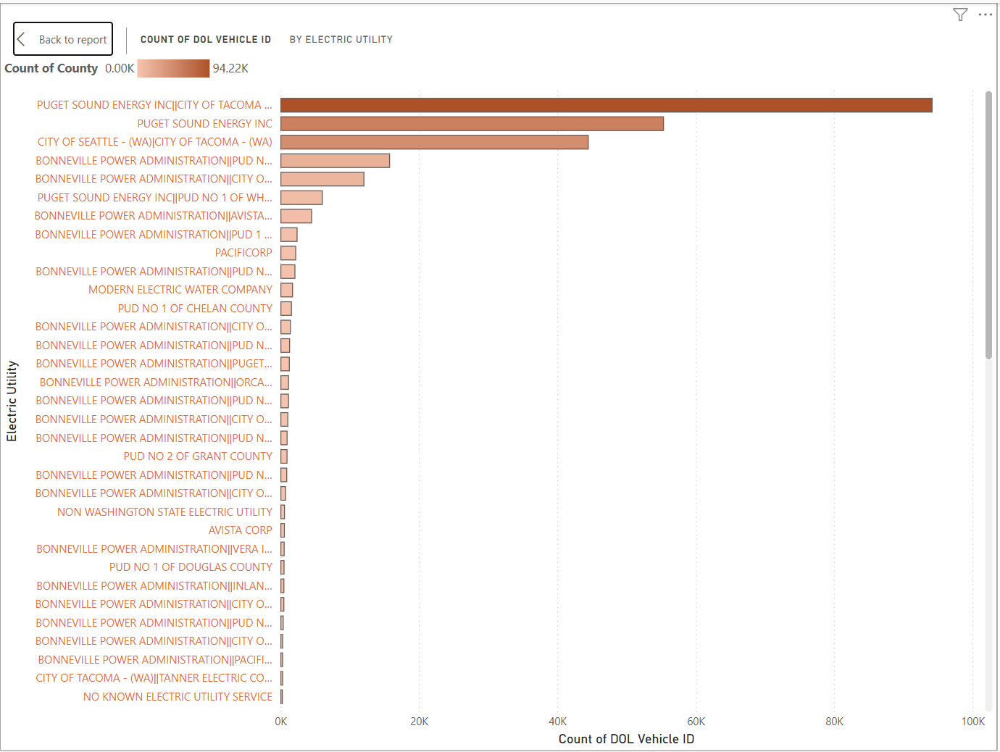 Back to report
COUNT OF DOL VEHICLE ID BY ELECTRIC UTILITY
Count of County 0.00K 94.22K
PUGET SOUND ENERGY INC||CITY OF TACOMA ...
PUGET SOUND ENERGY INC
CITY OF SEATTLE - (WA)|CITY OF TACOMA - (WA)
BONNEVILLE POWER ADMINISTRATION||PUD N...
BONNEVILLE POWER ADMINISTRATION||CITY O...
PUGET SOUND ENERGY INC||PUD NO 1 OF WH...
BONNEVILLE POWER ADMINISTRATION||AVISTA...
BONNEVILLE POWER ADMINISTRATION||PUD 1 ...
PACIFICORP
BONNEVILLE POWER ADMINISTRATION||PUD N...
MODERN ELECTRIC WATER COMPANY
PUD NO 1 OF CHELAN COUNTY
BONNEVILLE POWER ADMINISTRATION||CITY O...
BONNEVILLE POWER ADMINISTRATION||PUD N...
BONNEVILLE POWER ADMINISTRATION||PUGET...
BONNEVILLE POWER ADMINISTRATION||ORCA...
BONNEVILLE POWER ADMINISTRATION||PUD N...
BONNEVILLE POWER ADMINISTRATION||CITY O...
BONNEVILLE POWER ADMINISTRATION||PUD N...
PUD NO 2 OF GRANT COUNTY
BONNEVILLE POWER ADMINISTRATION||PUD N...
BONNEVILLE POWER ADMINISTRATION||CITY O...
NON WASHINGTON STATE ELECTRIC UTILITY
AVISTA CORP
BONNEVILLE POWER ADMINISTRATION||VERA I...
PUD NO 1 OF DOUGLAS COUNTY
BONNEVILLE POWER ADMINISTRATION||INLAN...
BONNEVILLE POWER ADMINISTRATION||CITY O...
BONNEVILLE POWER ADMINISTRATION||PUD N...
BONNEVILLE POWER ADMINISTRATION||CITY O...
BONNEVILLE POWER ADMINISTRATION||PACIFI...
CITY OF TACOMA - (WA)||TANNER ELECTRIC CO...
NO KNOWN ELECTRIC UTILITY SERVICE
Electric Utility
0K 20K 40K 60K 80K 100K
Count of DOL Vehicle ID